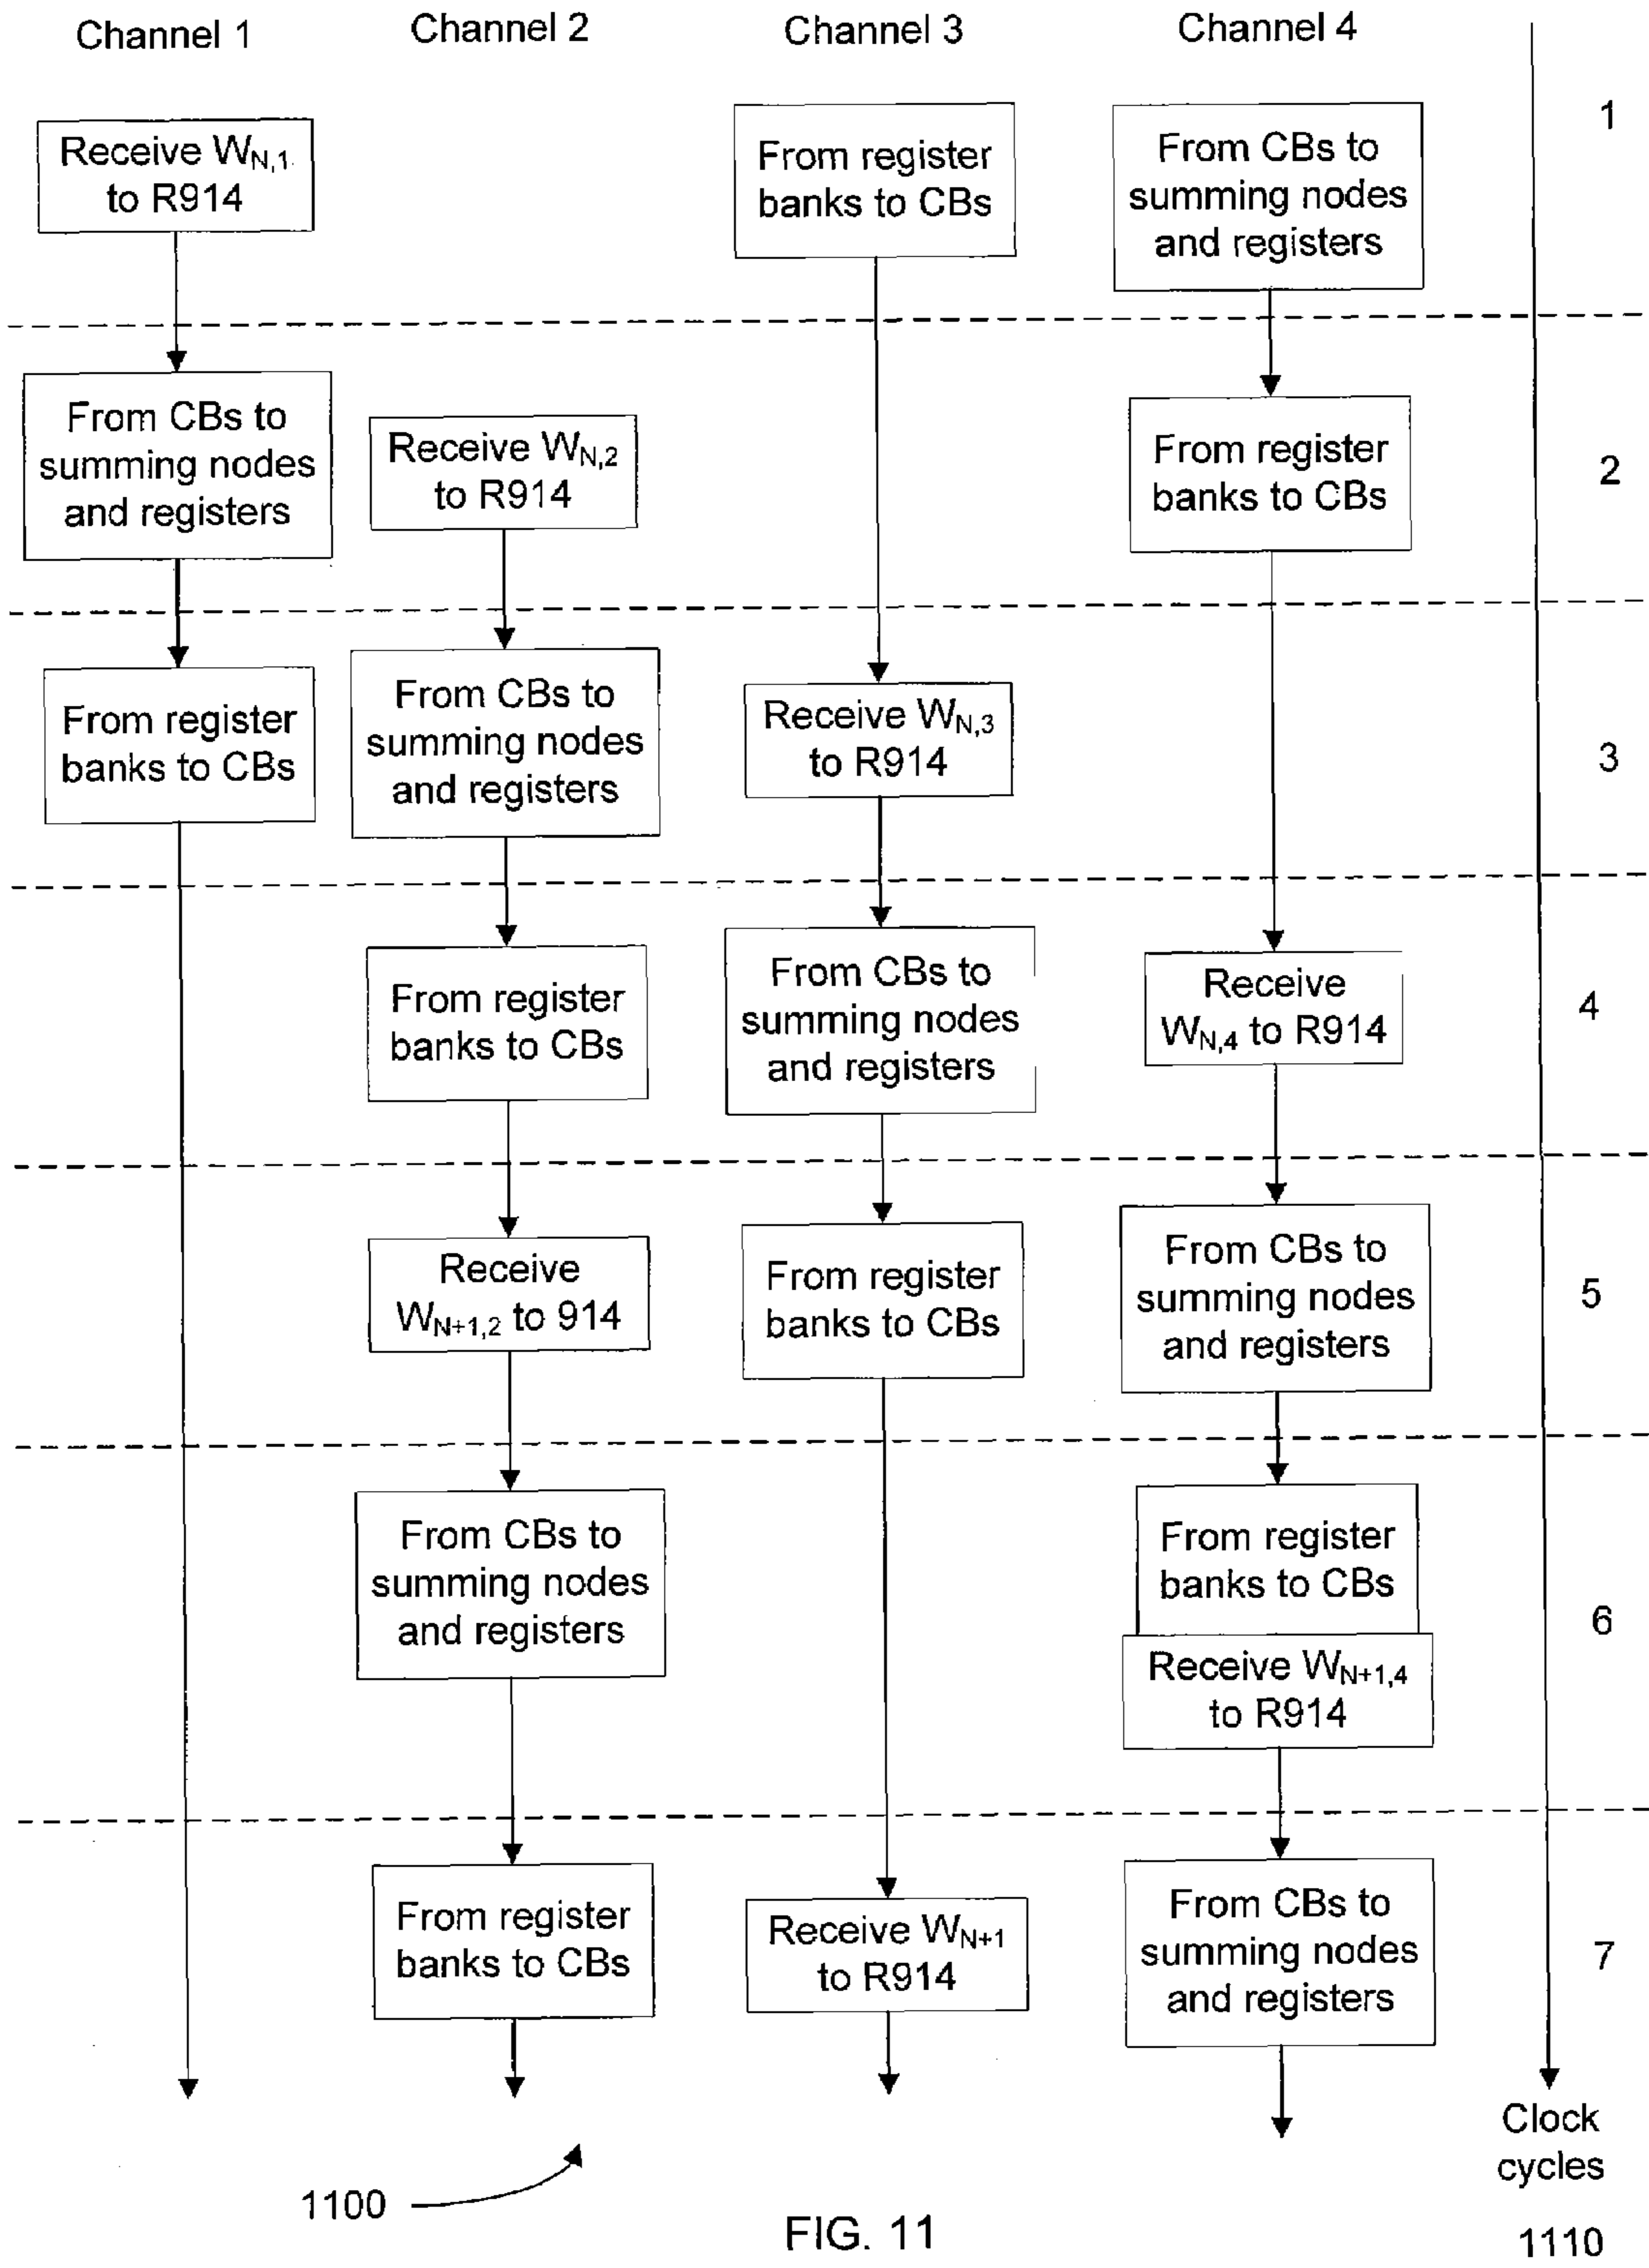 Channel 1
Channel 2
Channel 3
Channel 4
1
Receive W_N,1
to R914
From register
banks to CBs
From CBs to
summing nodes
and registers
2
From CBs to
summing nodes
and registers
Receive W_N,2
to R914
From register
banks to CBs
3
From register
banks to CBs
From CBs to
summing nodes
and registers
Receive W_N,3
to R914
4
From register
banks to CBs
From CBs to
summing nodes
and registers
Receive
W_N,4 to R914
5
Receive
W_N+1,2 to 914
From register
banks to CBs
From CBs to
summing nodes
and registers
6
From CBs to
summing nodes
and registers
From register
banks to CBs
Receive W_N+1,4
to R914
7
From register
banks to CBs
Receive W_N+1
to R914
From CBs to
summing nodes
and registers
Clock
cycles
1110
1100
FIG. 11